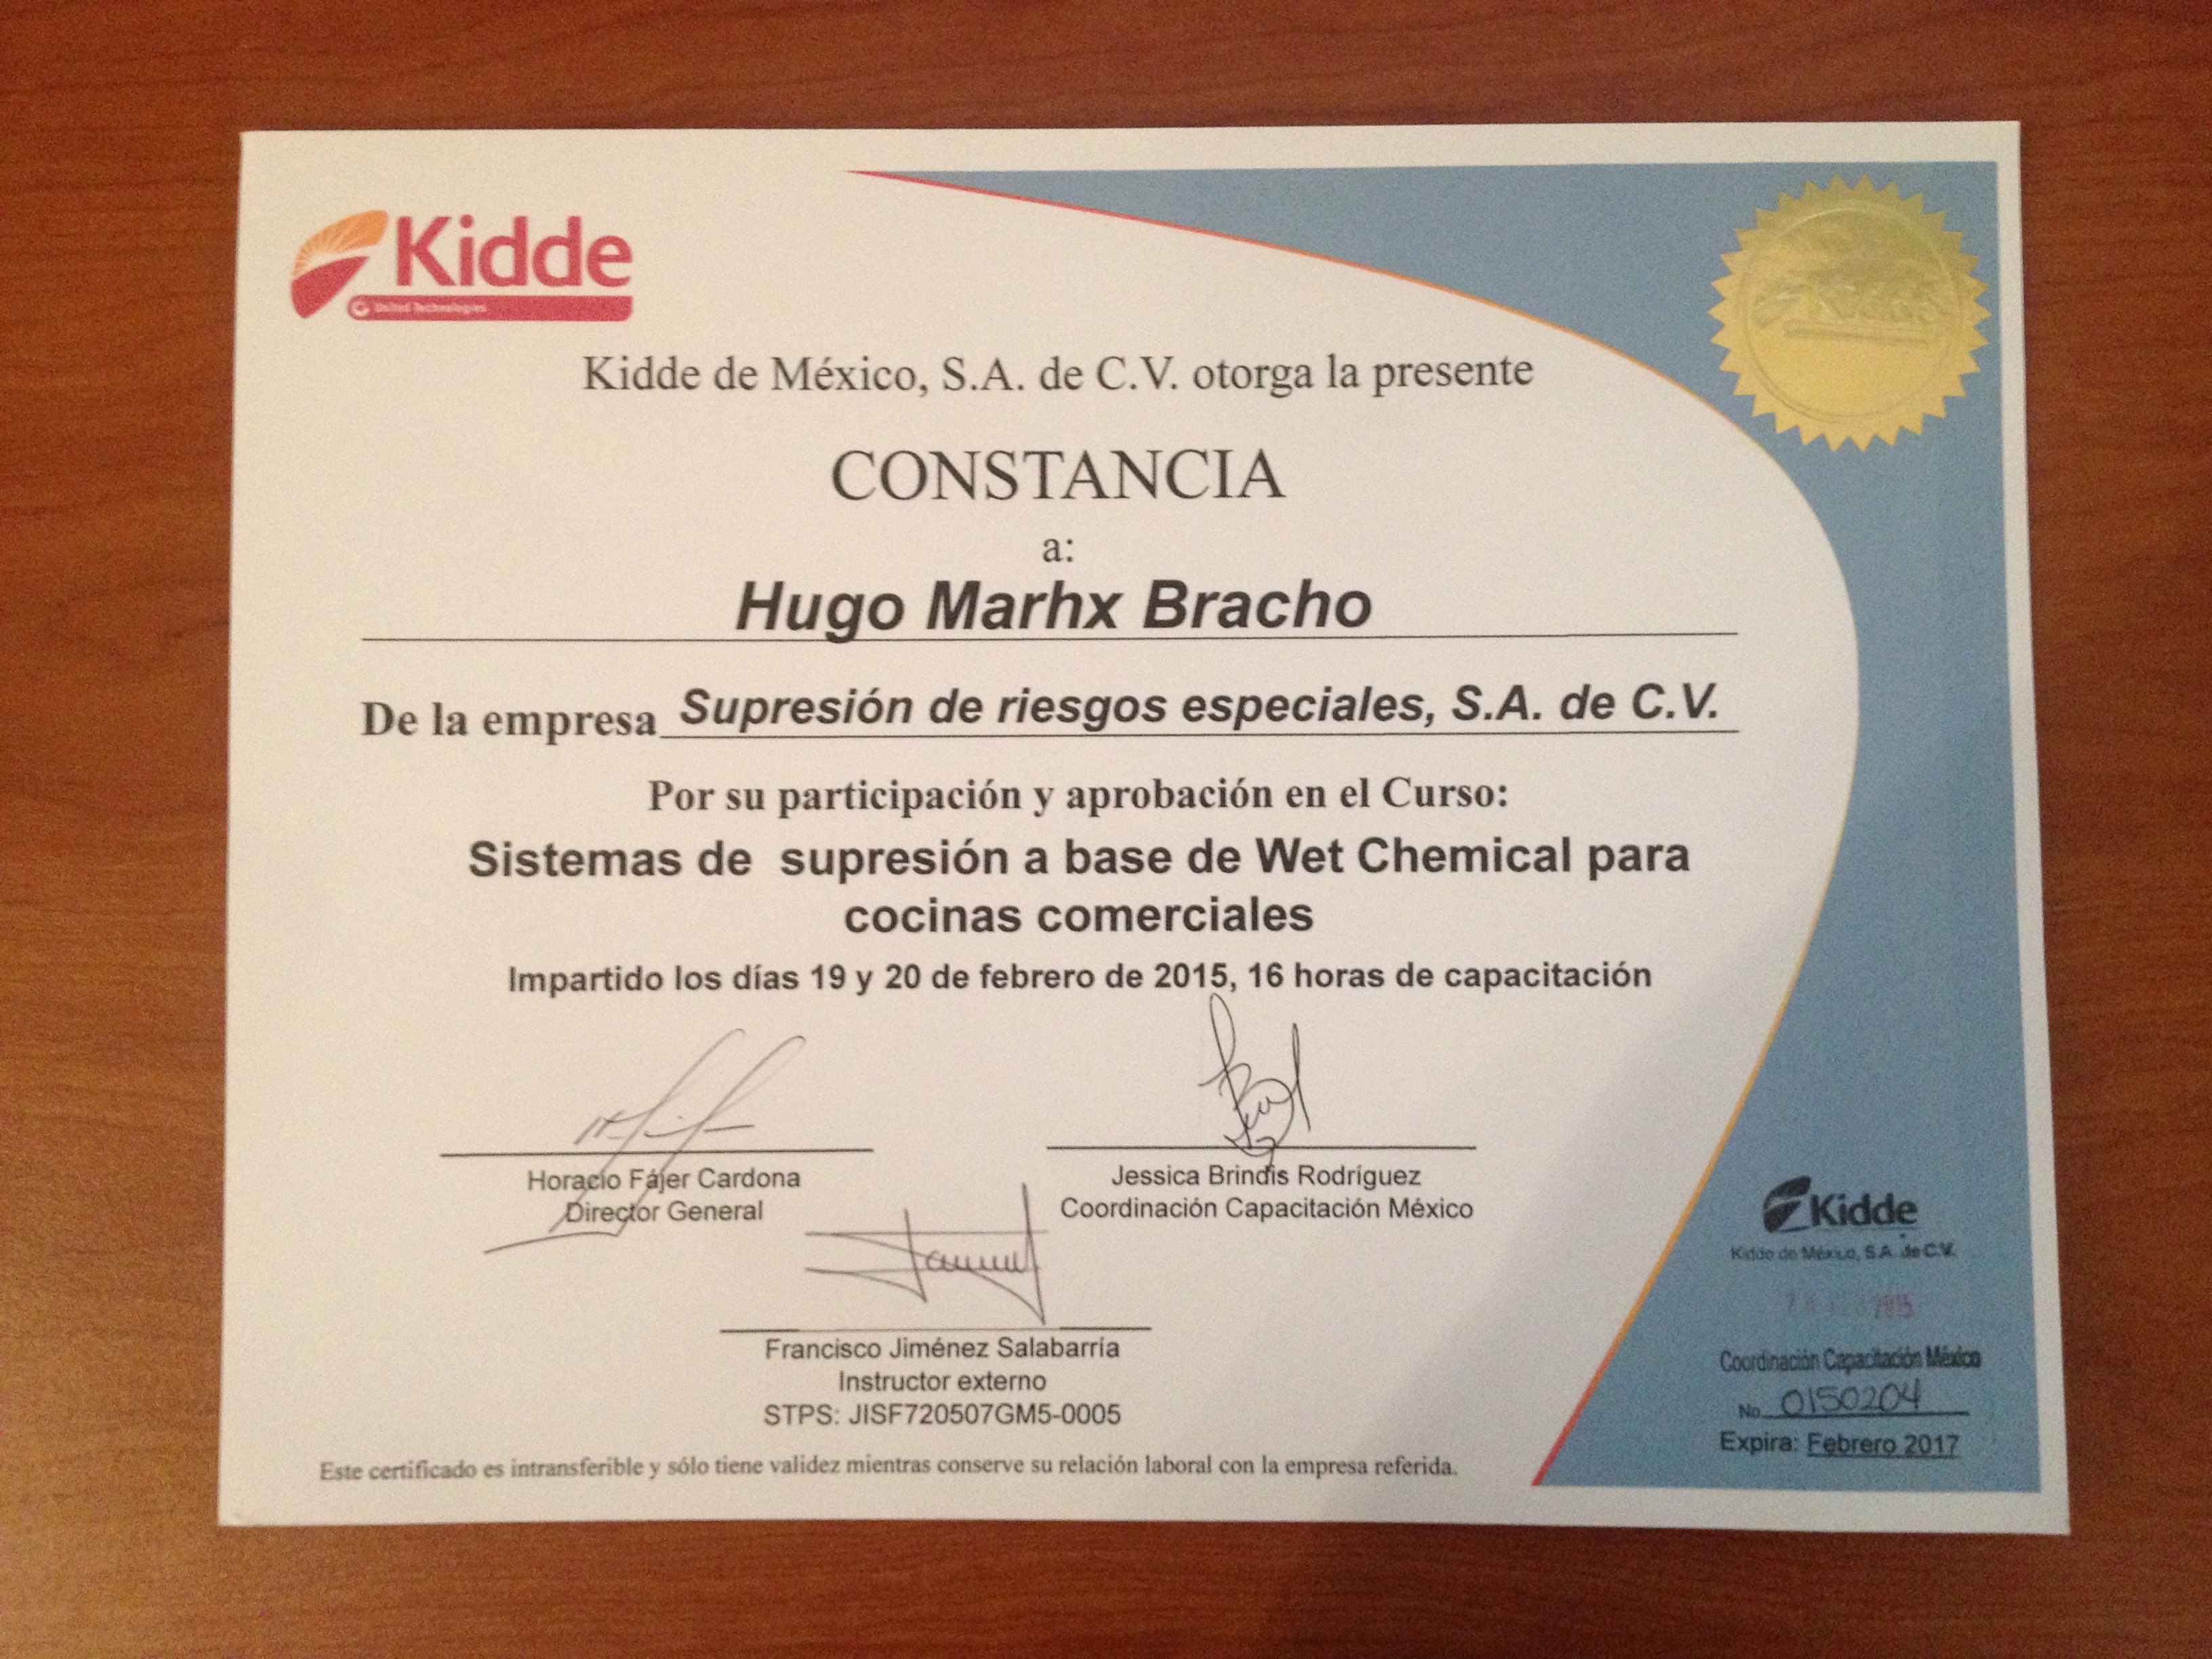 Kidde
United Technologies
Kidde de México, S.A. de C.V. otorga la presente
CONSTANCIA
a:
Hugo Marhx Bracho
De la empresa Supresión de riesgos especiales, S.A. de C.V.
Por su participación y aprobación en el Curso:
Sistemas de supresión a base de Wet Chemical para
cocinas comerciales
Impartido los días 19 y 20 de febrero de 2015, 16 horas de capacitación
Horacio Fájer Cardona
Director General
Jessica Brindis Rodríguez
Coordinación Capacitación México
Francisco Jiménez Salabarría
Instructor externo
STPS: JISF720507GM5-0005
Este certificado es intransferible y sólo tiene validez mientras conserve su relación laboral con la empresa referida.
Kidde
Kidde
Kidde de México, S.A. de C.V.
2015
Coordinación Capacitación México
No 0150204
Expira: Febrero 2017